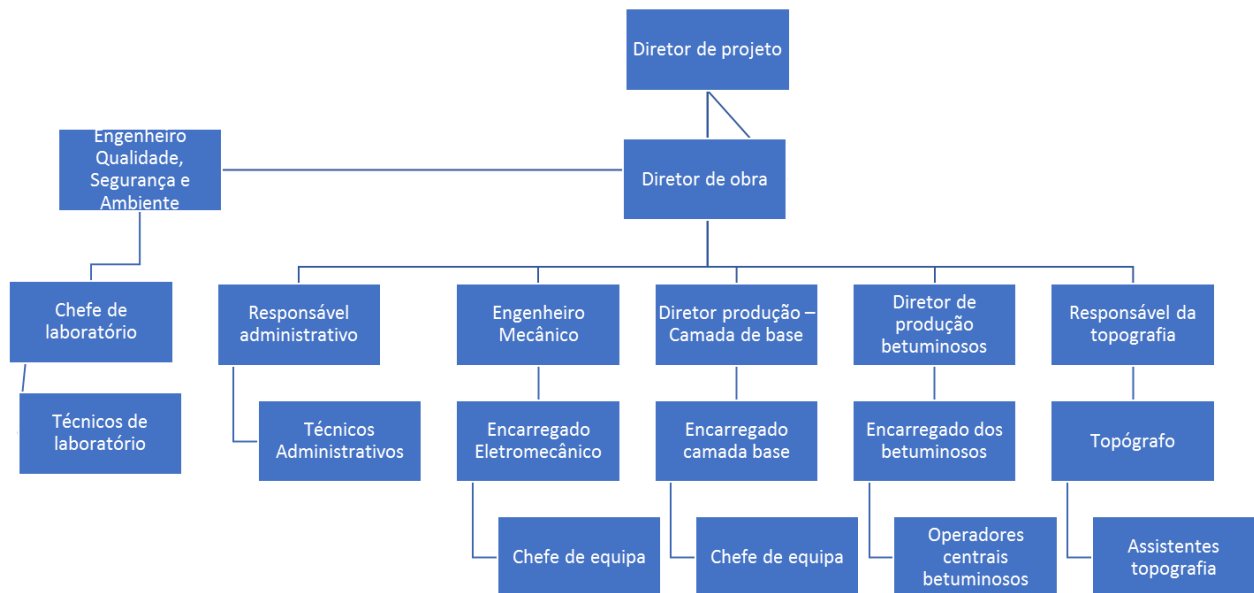 Diretor de projeto
Engenheiro
Qualidade,
Segurança e
Ambiente
Diretor de obra
Chefe de
laboratório
Responsável
administrativo
Engenheiro
Mecânico
Diretor produção –
Camada de base
Diretor de
produção
betuminosos
Responsável da
topografia
Técnicos de
laboratório
Técnicos
Administrativos
Encarregado
Eletromecânico
Encarregado
camada base
Encarregado dos
betuminosos
Topógrafo
Chefe de equipa
Chefe de equipa
Operadores
centrais
betuminosos
Assistentes
topografia